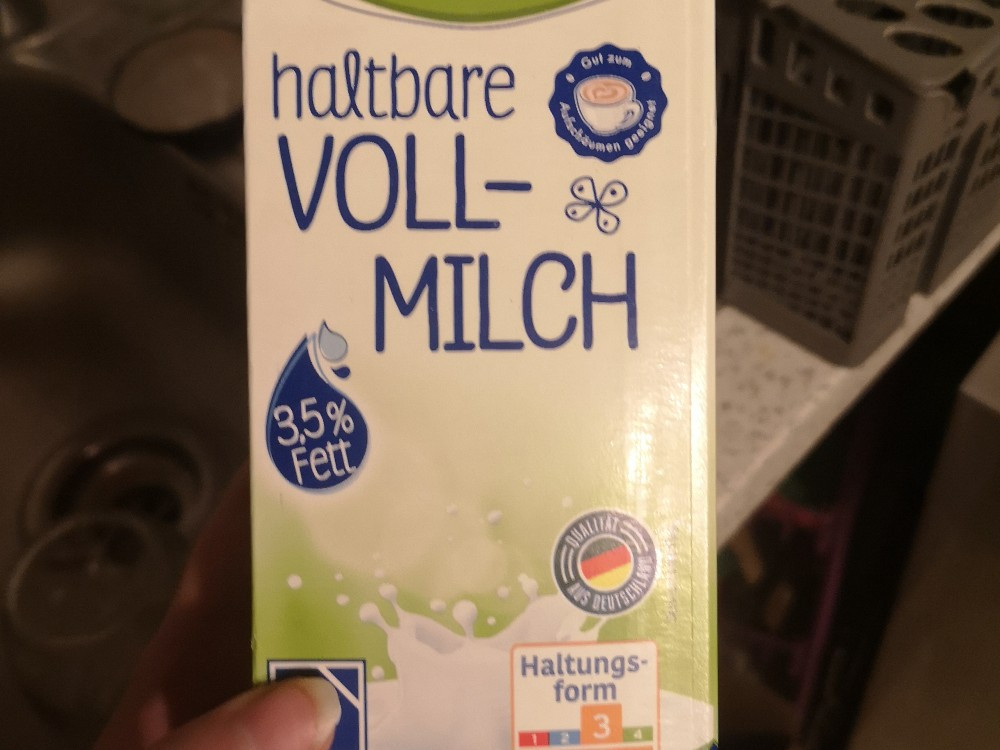 haltbare
Gut zum
Aufschäumen geeignet
VOLL-
MILCH
3,5%
Fett
QUALITÄT
AUS DEUTSCHLAND
Haltungs-
form
1 2 3 4